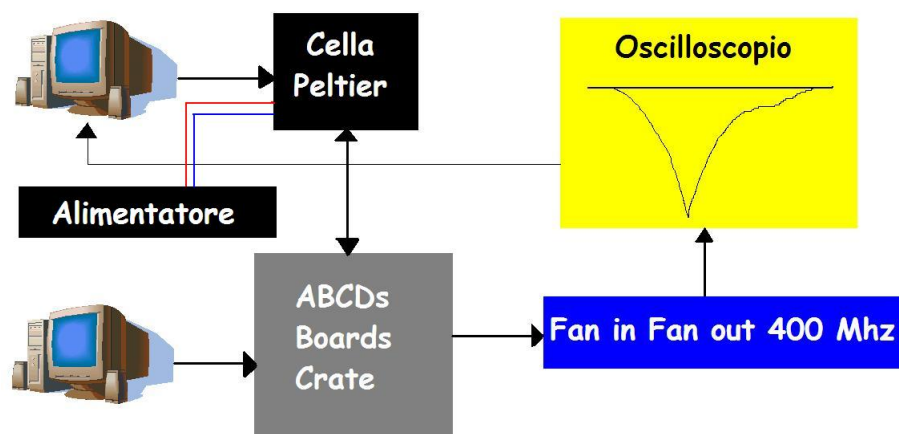 Cella
Peltier
Oscilloscopio
Alimentatore
ABCDs
Boards
Crate
Fan in Fan out 400 Mhz